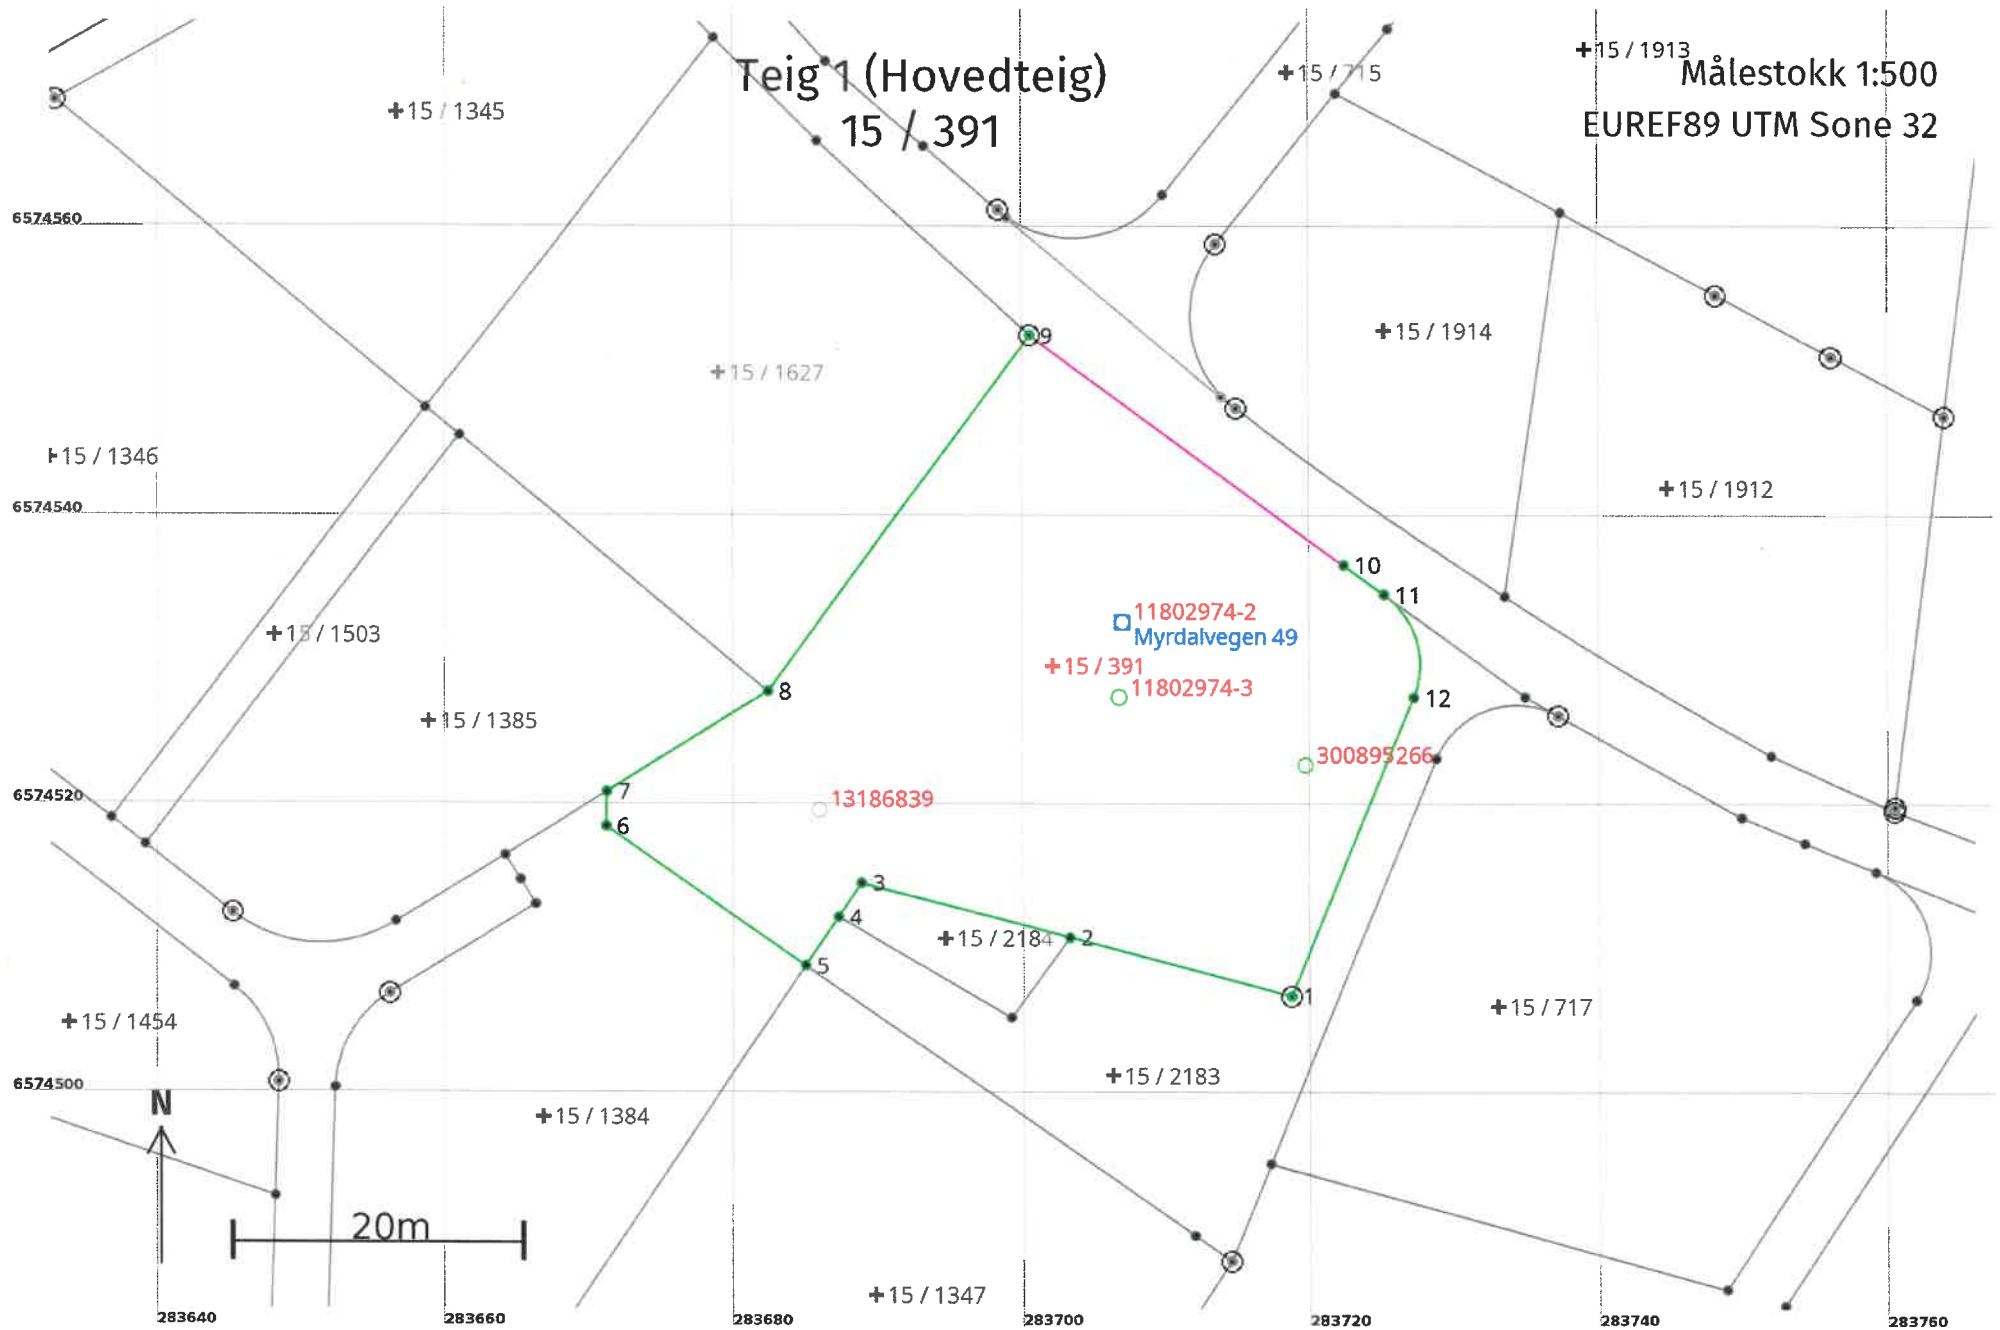 Teig 1 (Hovedteig)
15 / 391
Målestokk 1:500
EUREF89 UTM Sone 32
15 / 1913
15 / 715
15 / 1345
6574560
9
15 / 1914
15 / 1627
15 / 1346
15 / 1912
6574540
10
11
11802974-2
Myrdalvegen 49
15 / 391
11802974-3
15 / 1503
8
12
15 / 1385
300895266
7
6574520
13186839
6
3
4
15 / 2184
2
5
1
15 / 717
15 / 1454
15 / 2183
6574500
N
15 / 1384
20m
15 / 1347
283640
283660
283680
283700
283720
283740
283760